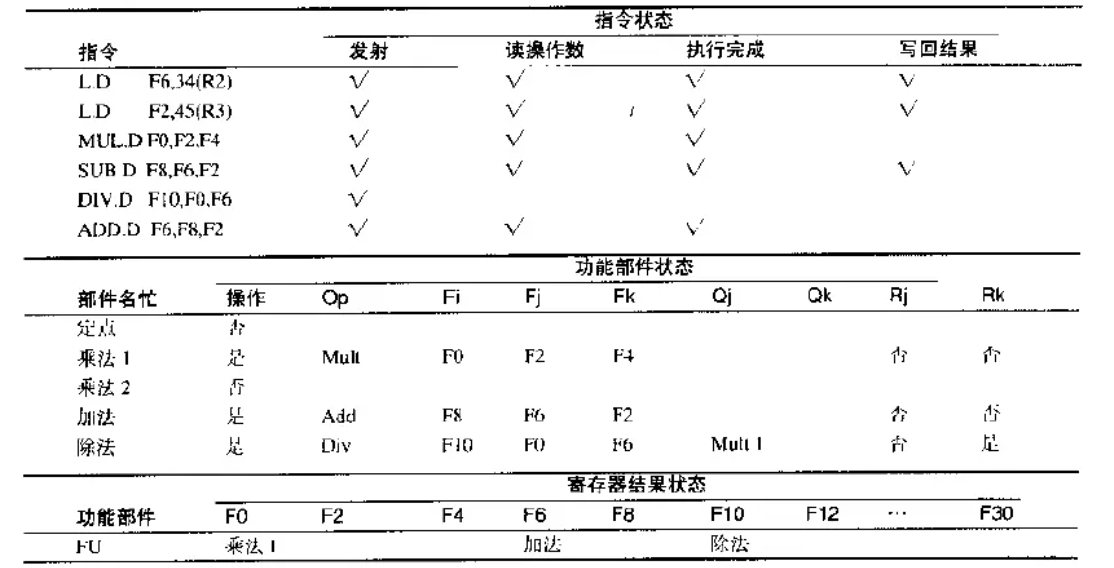 指令状态
指令 发射 读操作数 执行完成 写回结果
L.D F6,34(R2) √ √ √ √
L.D F2,45(R3) √ √ √ √
MUL.D F0,F2,F4 √ √ √
SUB D F8,F6,F2 √ √ √ √
DIV.D F10,F0,F6 √
ADD.D F6,F8,F2 √ √ √
功能部件状态
部件名忙 操作 Op Fi Fj Fk Qj Qk Rj Rk
定点 否
乘法 1 是 Mult F0 F2 F4 否 否
乘法 2 否
加法 是 Add F8 F6 F2 否 否
除法 是 Div F10 F0 F6 Mult 1 否 是
寄存器结果状态
功能部件 F0 F2 F4 F6 F8 F10 F12 … F30
FU 乘法 1 加法 除法